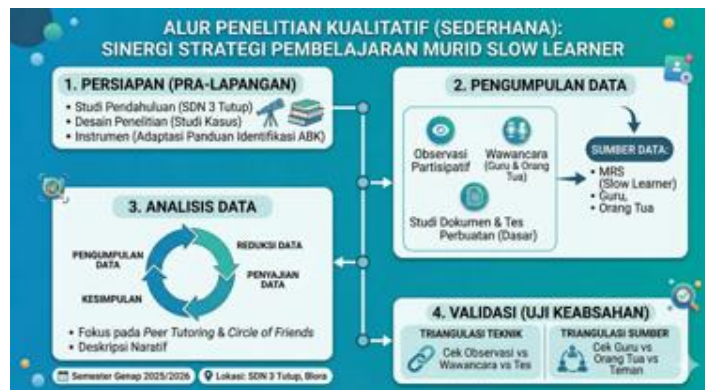 ALUR PENELITIAN KUALITATIF (SEDERHANA):
SINERGI STRATEGI PEMBELAJARAN MURID SLOW LEARNER
1. PERSIAPAN (PRA-LAPANGAN)
• Studi Pendahuluan (SDN 3 Tutup)
• Desain Penelitian (Studi Kasus)
• Instrumen (Adaptasi Panduan Identifikasi ABK)
2. PENGUMPULAN DATA
Observasi
Partisipatif
Wawancara
(Guru & Orang
Tua)
Studi Dokumen & Tes
Perbuatan (Dasar)
SUMBER DATA:
• MRS
(Slow Learner)
• Guru,
• Orang Tua
3. ANALISIS DATA
PENGUMPULAN
DATA
REDUKSI DATA
PENYAJIAN
DATA
KESIMPULAN
• Fokus pada Peer Tutoring & Circle of Friends
• Deskripsi Naratif
4. VALIDASI (UJI KEABSAHAN)
TRIANGULASI TEKNIK
Cek Observasi vs
Wawancara vs Tes
TRIANGULASI SUMBER
Cek Guru vs
Orang Tua vs
Teman
Semester Genap 2025/2026
Lokasi: SDN 3 Tutup, Blora